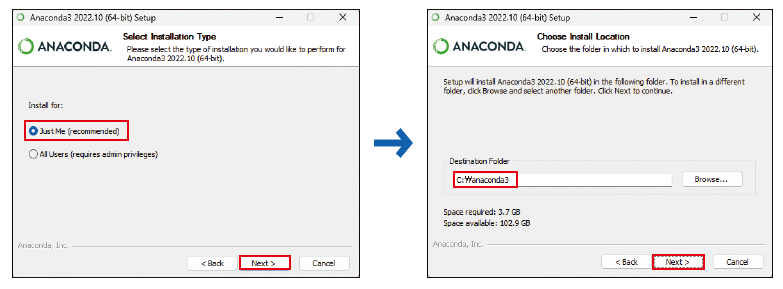 Anaconda3 2022.10 (64-bit) Setup
ANACONDA.
Select Installation Type
Please select the type of installation you would like to perform for
Anaconda3 2022.10 (64-bit).
Install for:
Just Me (recommended)
All Users (requires admin privileges)
Anaconda, Inc.
< Back
Next >
Cancel
Anaconda3 2022.10 (64-bit) Setup
ANACONDA.
Choose Install Location
Choose the folder in which to install Anaconda3 2022.10 (64-bit).
Setup will install Anaconda3 2022.10 (64-bit) in the following folder. To install in a different
folder, click Browse and select another folder. Click Next to continue.
Destination Folder
C:₩anaconda3
Browse...
Space required: 3.7 GB
Space available: 102.9 GB
Anaconda, Inc.
< Back
Next >
Cancel